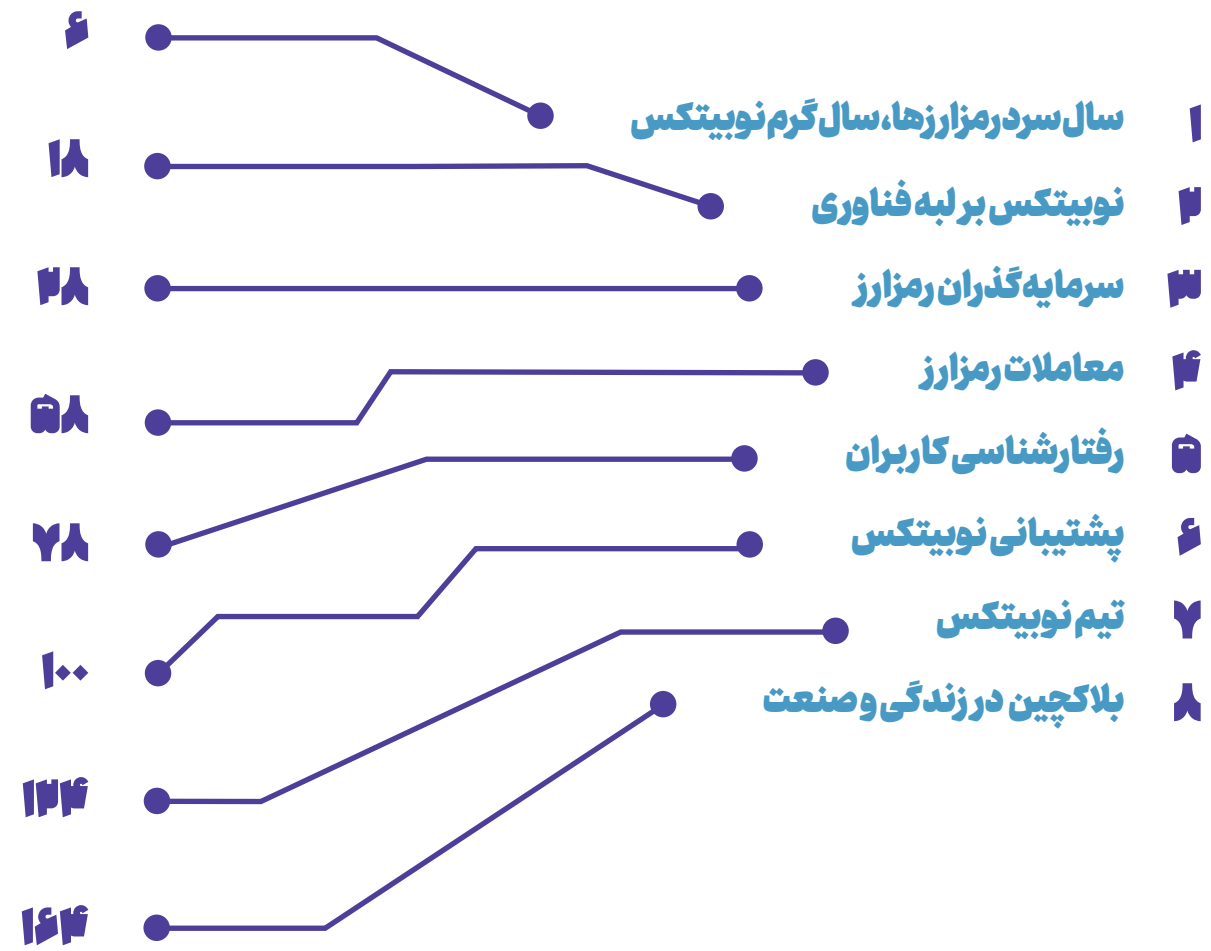 ۱ سال سرد رمزارزها، سال گرم نوبیتکس ۶
۲ نوبیتکس بر لبه فناوری ۱۸
۳ سرمایه‌گذران رمزارز ۲۸
۴ معاملات رمزارز ۵۸
۵ رفتارشناسی کاربران ۷۸
۶ پشتیبانی نوبیتکس ۱۰۰
۷ تیم نوبیتکس ۱۲۴
۸ بلاکچین در زندگی و صنعت ۱۶۴